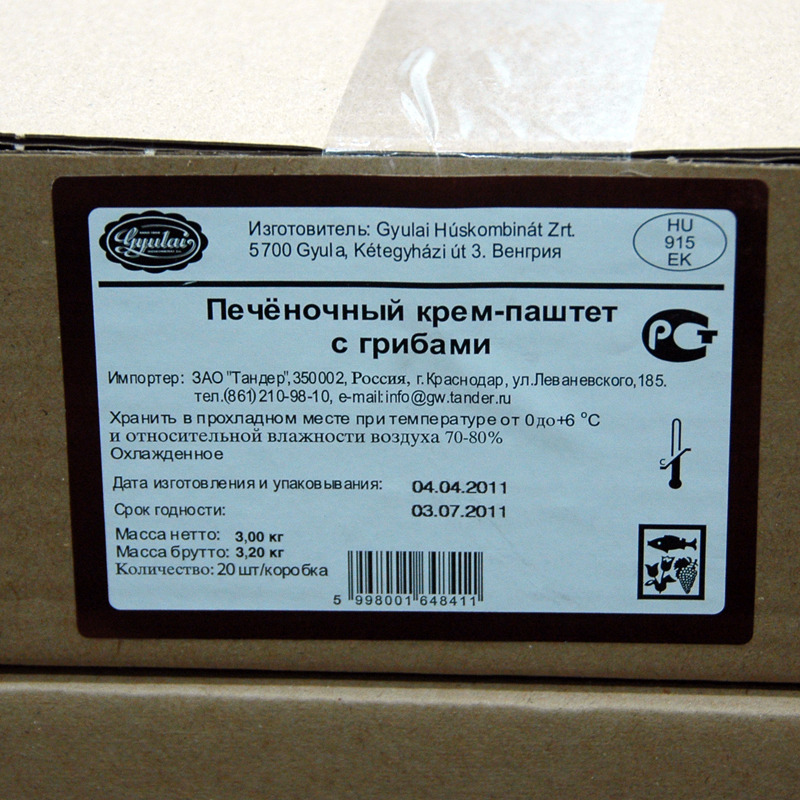 Gyulai
Изготовитель: Gyulai Húskombinát Zrt.
5700 Gyula, Kétegyházi út 3. Венгрия
HU
915
EK
Печёночный крем-паштет
с грибами
РСТ
Импортер: ЗАО "Тандер", 350002, Россия, г.Краснодар, ул.Леваневского,185.
тел.(861)210-98-10, e-mail:info@gw.tander.ru
Хранить в прохладном месте при температуре от 0 до+6 °C
и относительной влажности воздуха 70-80%
Охлажденное
C
Дата изготовления и упаковывания: 04.04.2011
Срок годности: 03.07.2011
Масса нетто: 3,00 кг
Масса брутто: 3,20 кг
Количество: 20 шт/коробка
5 998001 648411